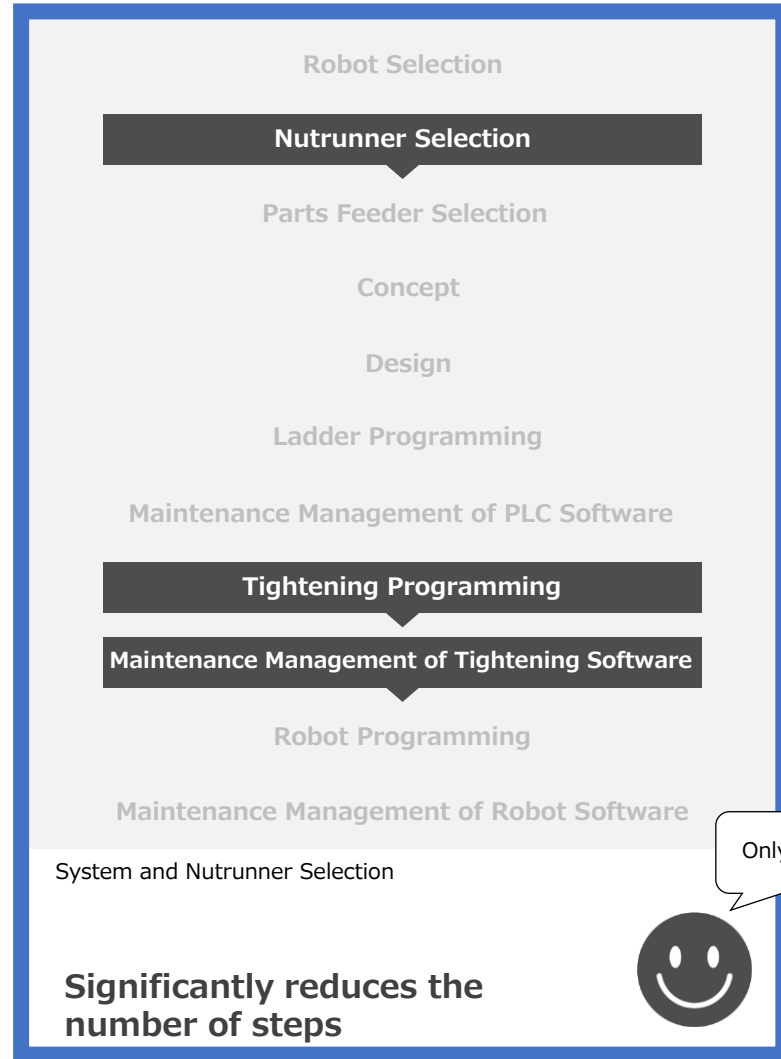 Robot Selection
Nutrunner Selection
Parts Feeder Selection
Concept
Design
Ladder Programming
Maintenance Management of PLC Software
Tightening Programming
Maintenance Management of Tightening Software
Robot Programming
Maintenance Management of Robot Software
Only
System and Nutrunner Selection
Significantly reduces the
number of steps